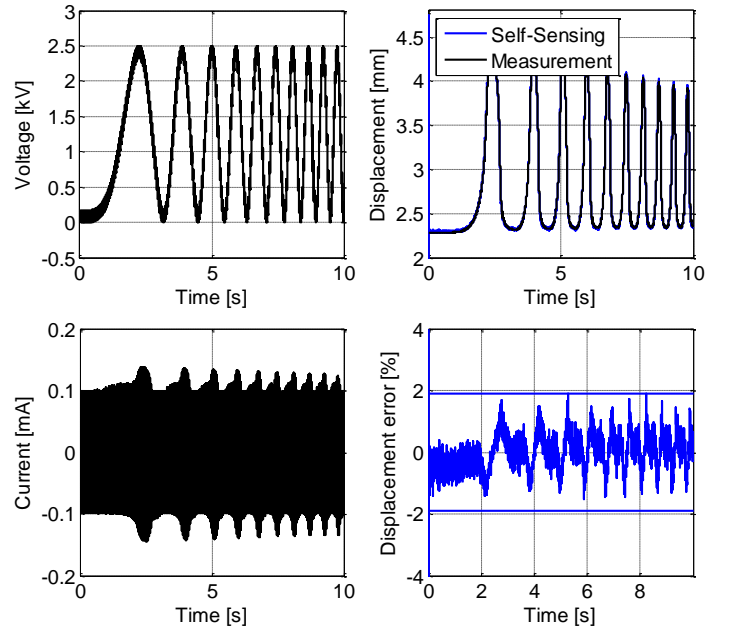 3
2.5
2
1.5
1
0.5
0
-0.5
Voltage [kV]
0 5 10
Time [s]
4.5
4
3.5
3
2.5
2
Displacement [mm]
Self-Sensing
Measurement
0 5 10
Time [s]
0.2
0.1
0
-0.1
-0.2
Current [mA]
0 5 10
Time [s]
4
2
0
-2
-4
Displacement error [%]
0 2 4 6 8
Time [s]